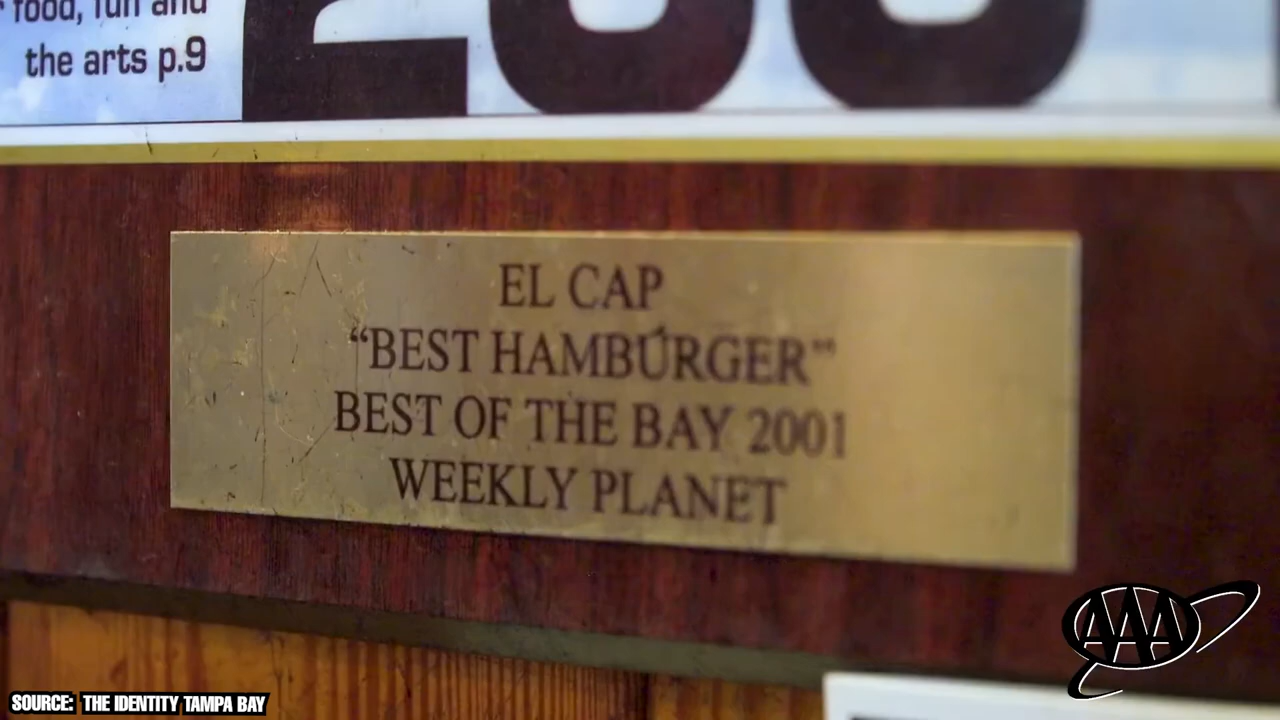 food, fun and
the arts p.9
200
EL CAP
“BEST HAMBURGER”
BEST OF THE BAY 2001
WEEKLY PLANET
AAA
SOURCE: THE IDENTITY TAMPA BAY